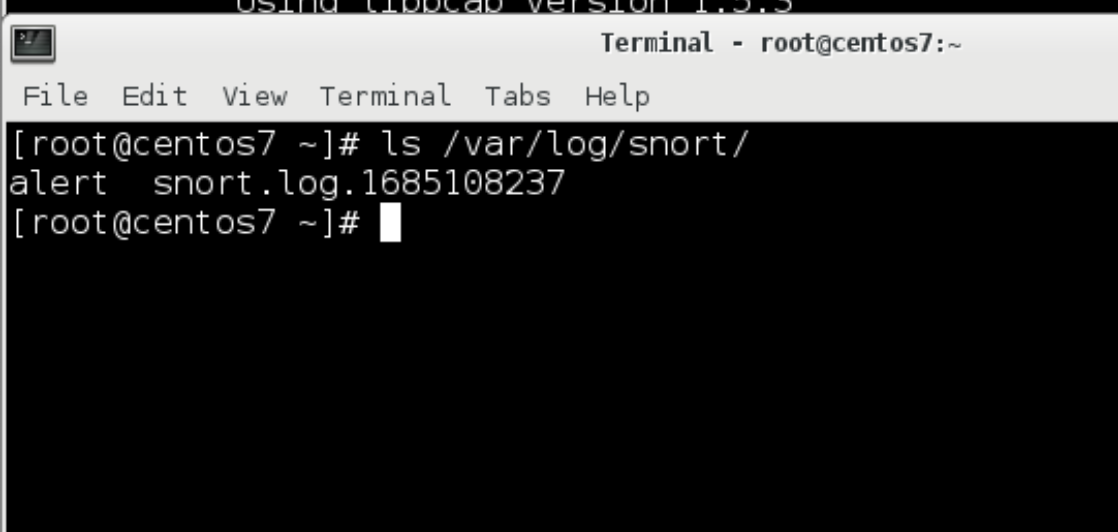 Using libpcap version 1.5.3
Terminal - root@centos7:~
File Edit View Terminal Tabs Help
[root@centos7 ~]# ls /var/log/snort/
alert  snort.log.1685108237
[root@centos7 ~]#